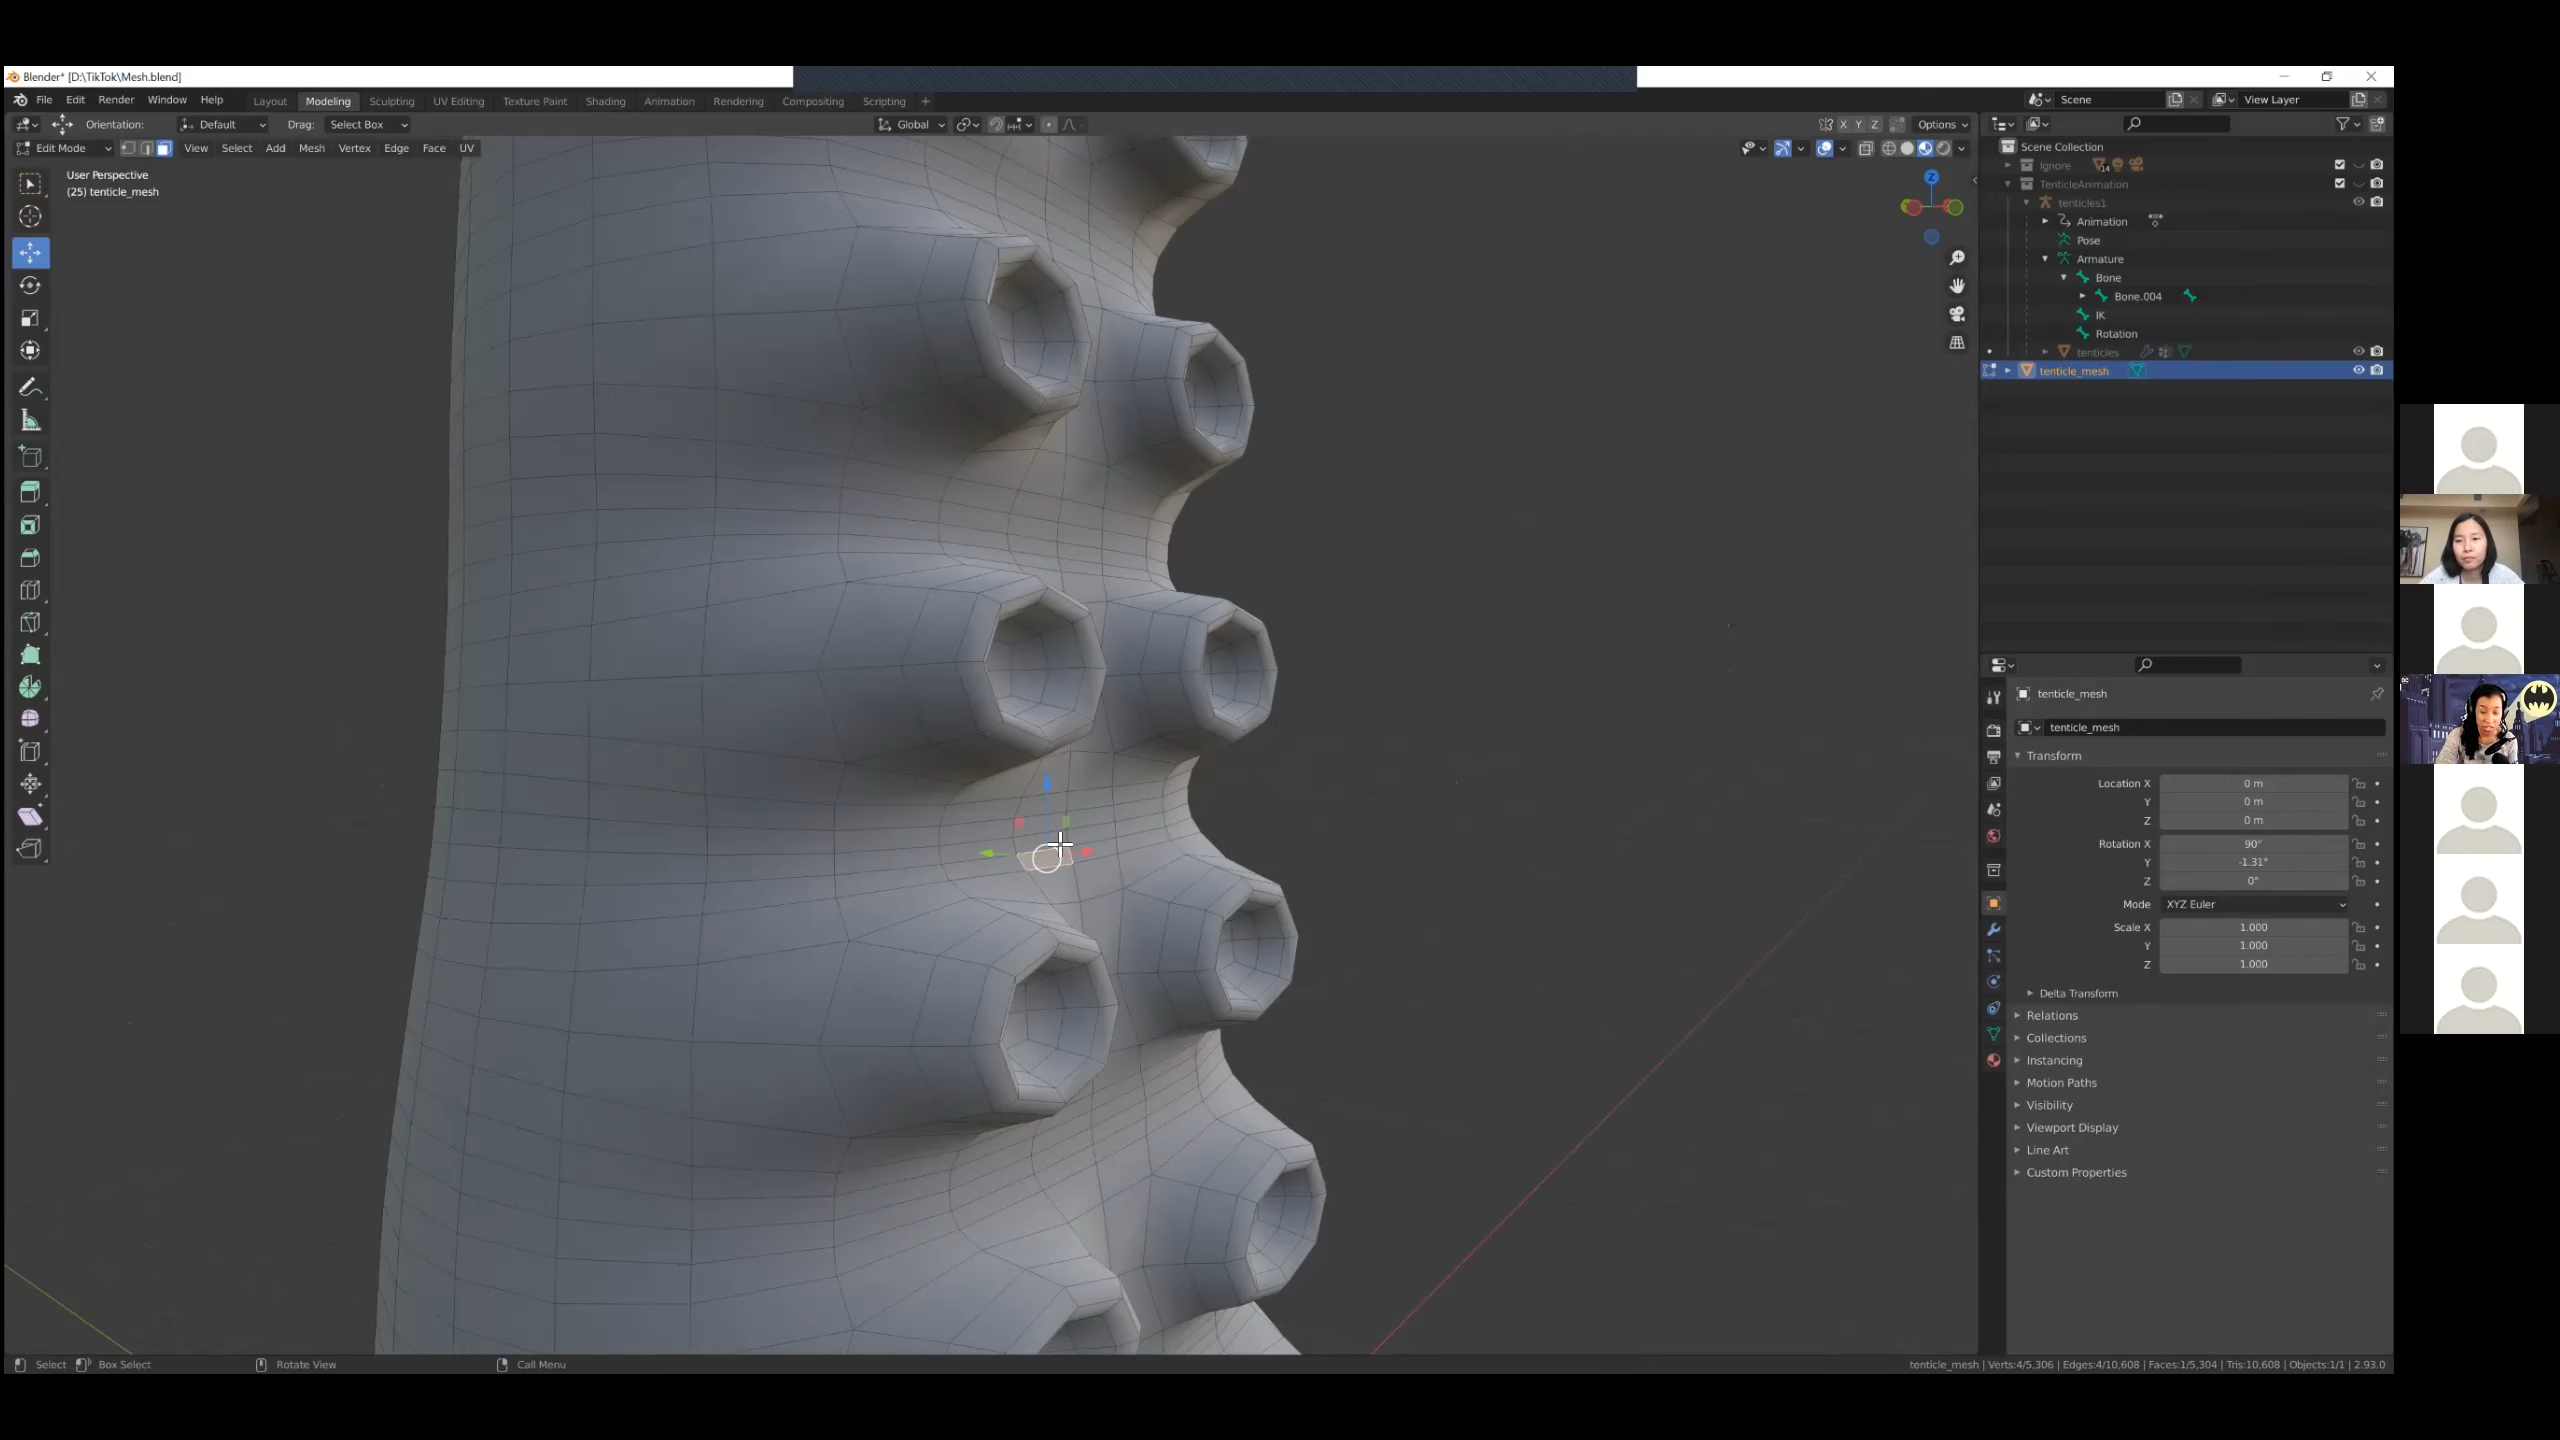 Blender* [D:\TikTok\Mesh.blend]
File Edit Render Window Help Layout Modeling Sculpting UV Editing Texture Paint Shading Animation Rendering Compositing Scripting + Scene View Layer
Orientation: Default Drag: Select Box Global X Y Z Options
Edit Mode View Select Add Mesh Vertex Edge Face UV
User Perspective
(25) tenticle_mesh
Z
Scene Collection
Ignore 14
TenticleAnimation
tenticles1
Animation
Pose
Armature
Bone
Bone.004
IK
Rotation
tenticles
tenticle_mesh
tenticle_mesh
tenticle_mesh
Transform
Location X 0 m
Y 0 m
Z 0 m
Rotation X 90°
Y -1.31°
Z 0°
Mode XYZ Euler
Scale X 1.000
Y 1.000
Z 1.000
Delta Transform
Relations
Collections
Instancing
Motion Paths
Visibility
Viewport Display
Line Art
Custom Properties
Select Box Select Rotate View Call Menu tenticle_mesh | Verts:4/5,306 | Edges:4/10,608 | Faces:1/5,304 | Tris:10,608 | Objects:1/1 | 2.93.0